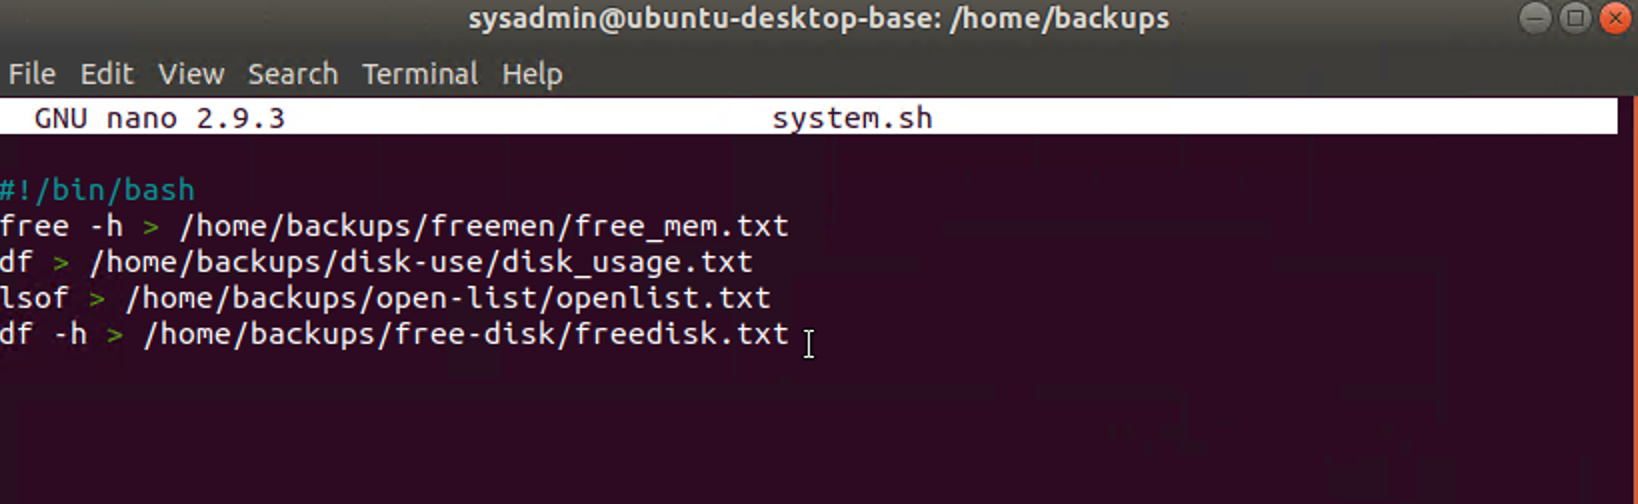 sysadmin@ubuntu-desktop-base: /home/backups
File Edit View Search Terminal Help
GNU nano 2.9.3 system.sh
#!/bin/bash
free -h > /home/backups/freemen/free_mem.txt
df > /home/backups/disk-use/disk_usage.txt
lsof > /home/backups/open-list/openlist.txt
df -h > /home/backups/free-disk/freedisk.txt